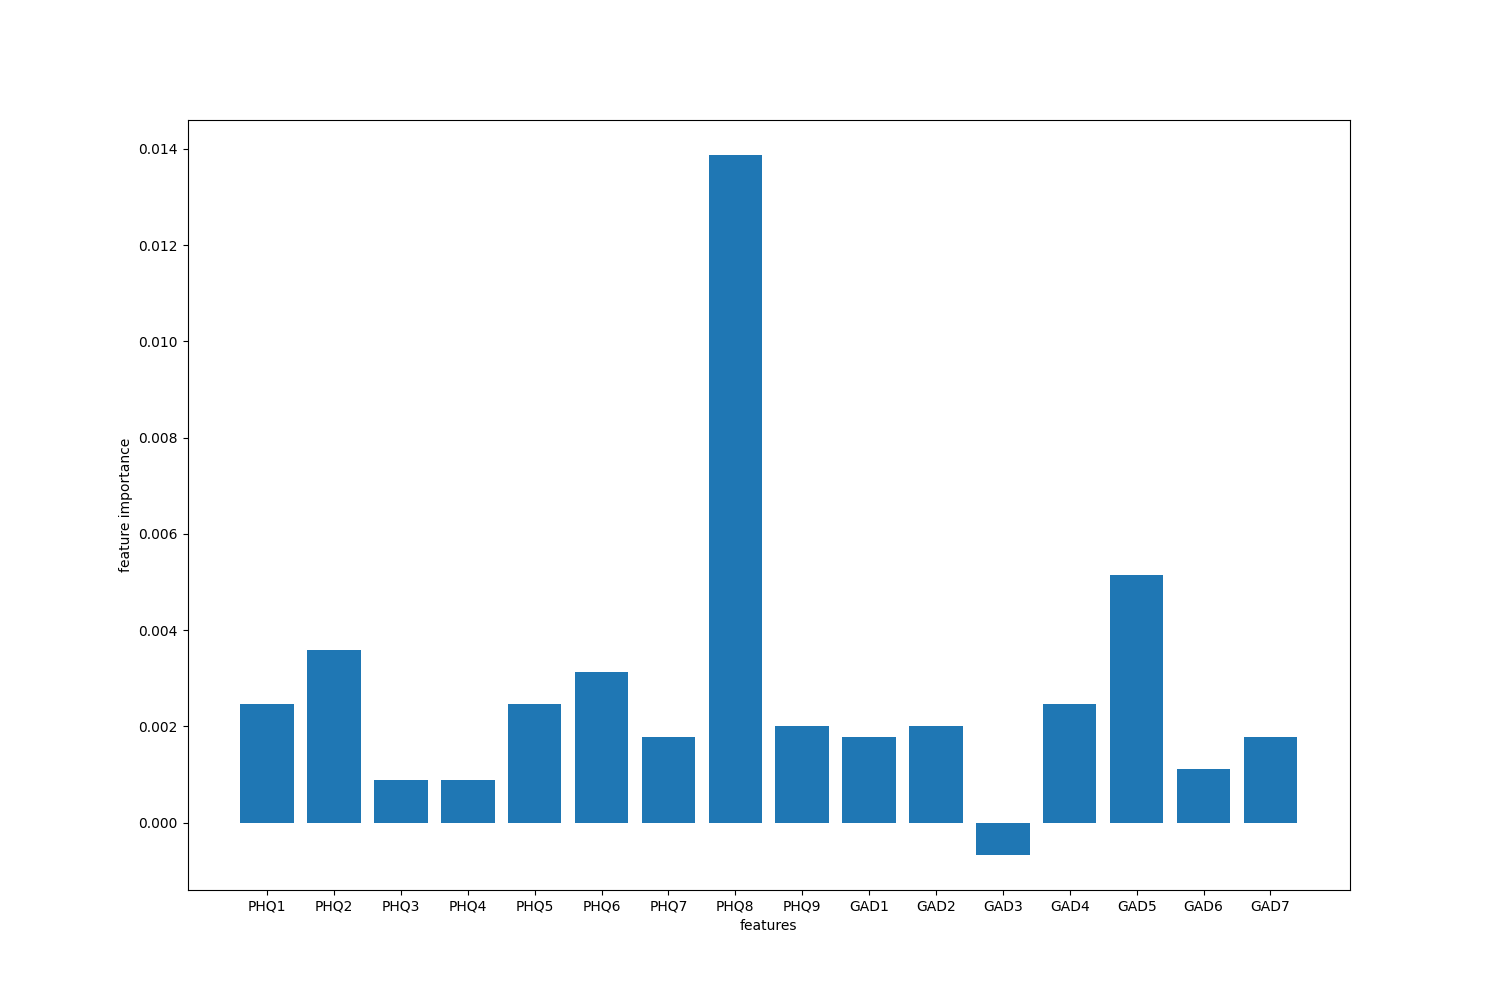 0.014
0.012
0.010
0.008
0.006
0.004
0.002
0.000
feature importance
PHQ1 PHQ2 PHQ3 PHQ4 PHQ5 PHQ6 PHQ7 PHQ8 PHQ9 GAD1 GAD2 GAD3 GAD4 GAD5 GAD6 GAD7
features